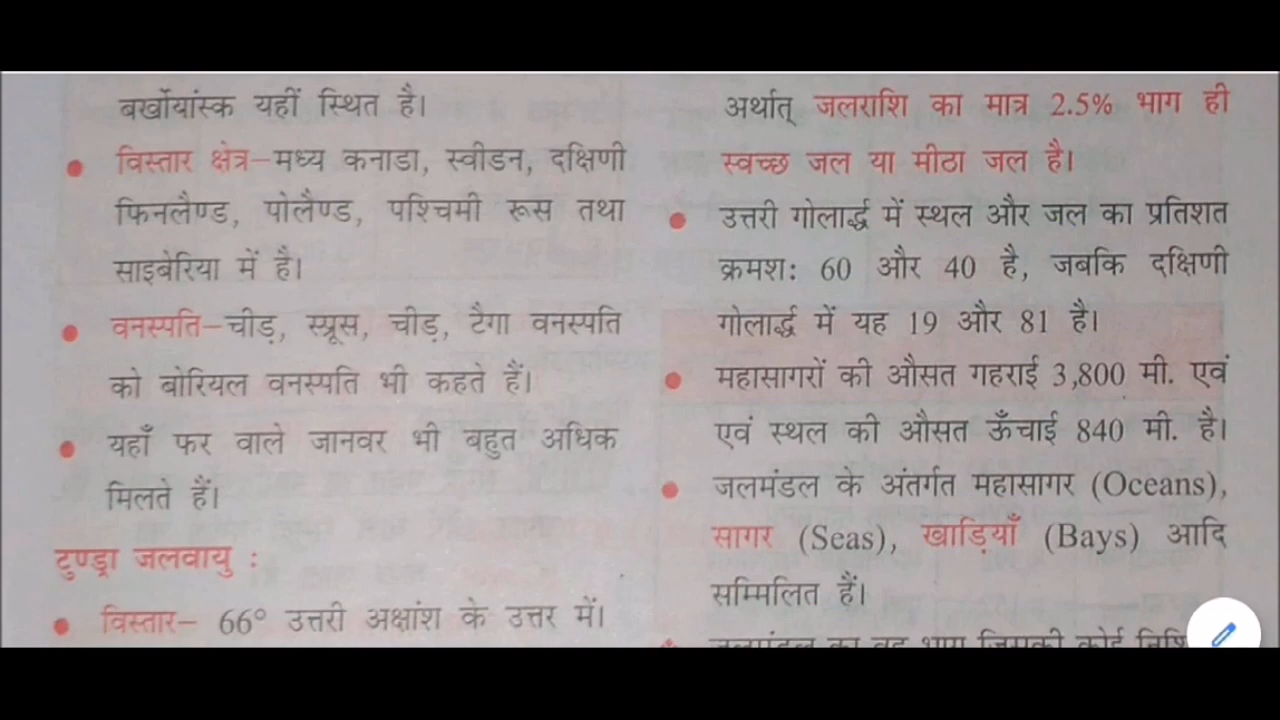 बर्खोयांस्क यहीं स्थित है।
विस्तार क्षेत्र–मध्य कनाडा, स्वीडन, दक्षिणी
फिनलैण्ड, पोलैण्ड, पश्चिमी रूस तथा
साइबेरिया में है।
वनस्पति–चीड़, स्प्रूस, चीड़, टैगा वनस्पति
को बोरियल वनस्पति भी कहते हैं।
यहाँ फर वाले जानवर भी बहुत अधिक
मिलते हैं।
टुण्ड्रा जलवायु :
विस्तार– 66° उत्तरी अक्षांश के उत्तर में।
अर्थात् जलराशि का मात्र 2.5% भाग ही
स्वच्छ जल या मीठा जल है।
उत्तरी गोलार्द्ध में स्थल और जल का प्रतिशत
क्रमश: 60 और 40 है, जबकि दक्षिणी
गोलार्द्ध में यह 19 और 81 है।
महासागरों की औसत गहराई 3,800 मी. एवं
एवं स्थल की औसत ऊँचाई 840 मी. है।
जलमंडल के अंतर्गत महासागर (Oceans),
सागर (Seas), खाड़ियाँ (Bays) आदि
सम्मिलित हैं।
जलमंडल का वह भाग जिसकी कोई